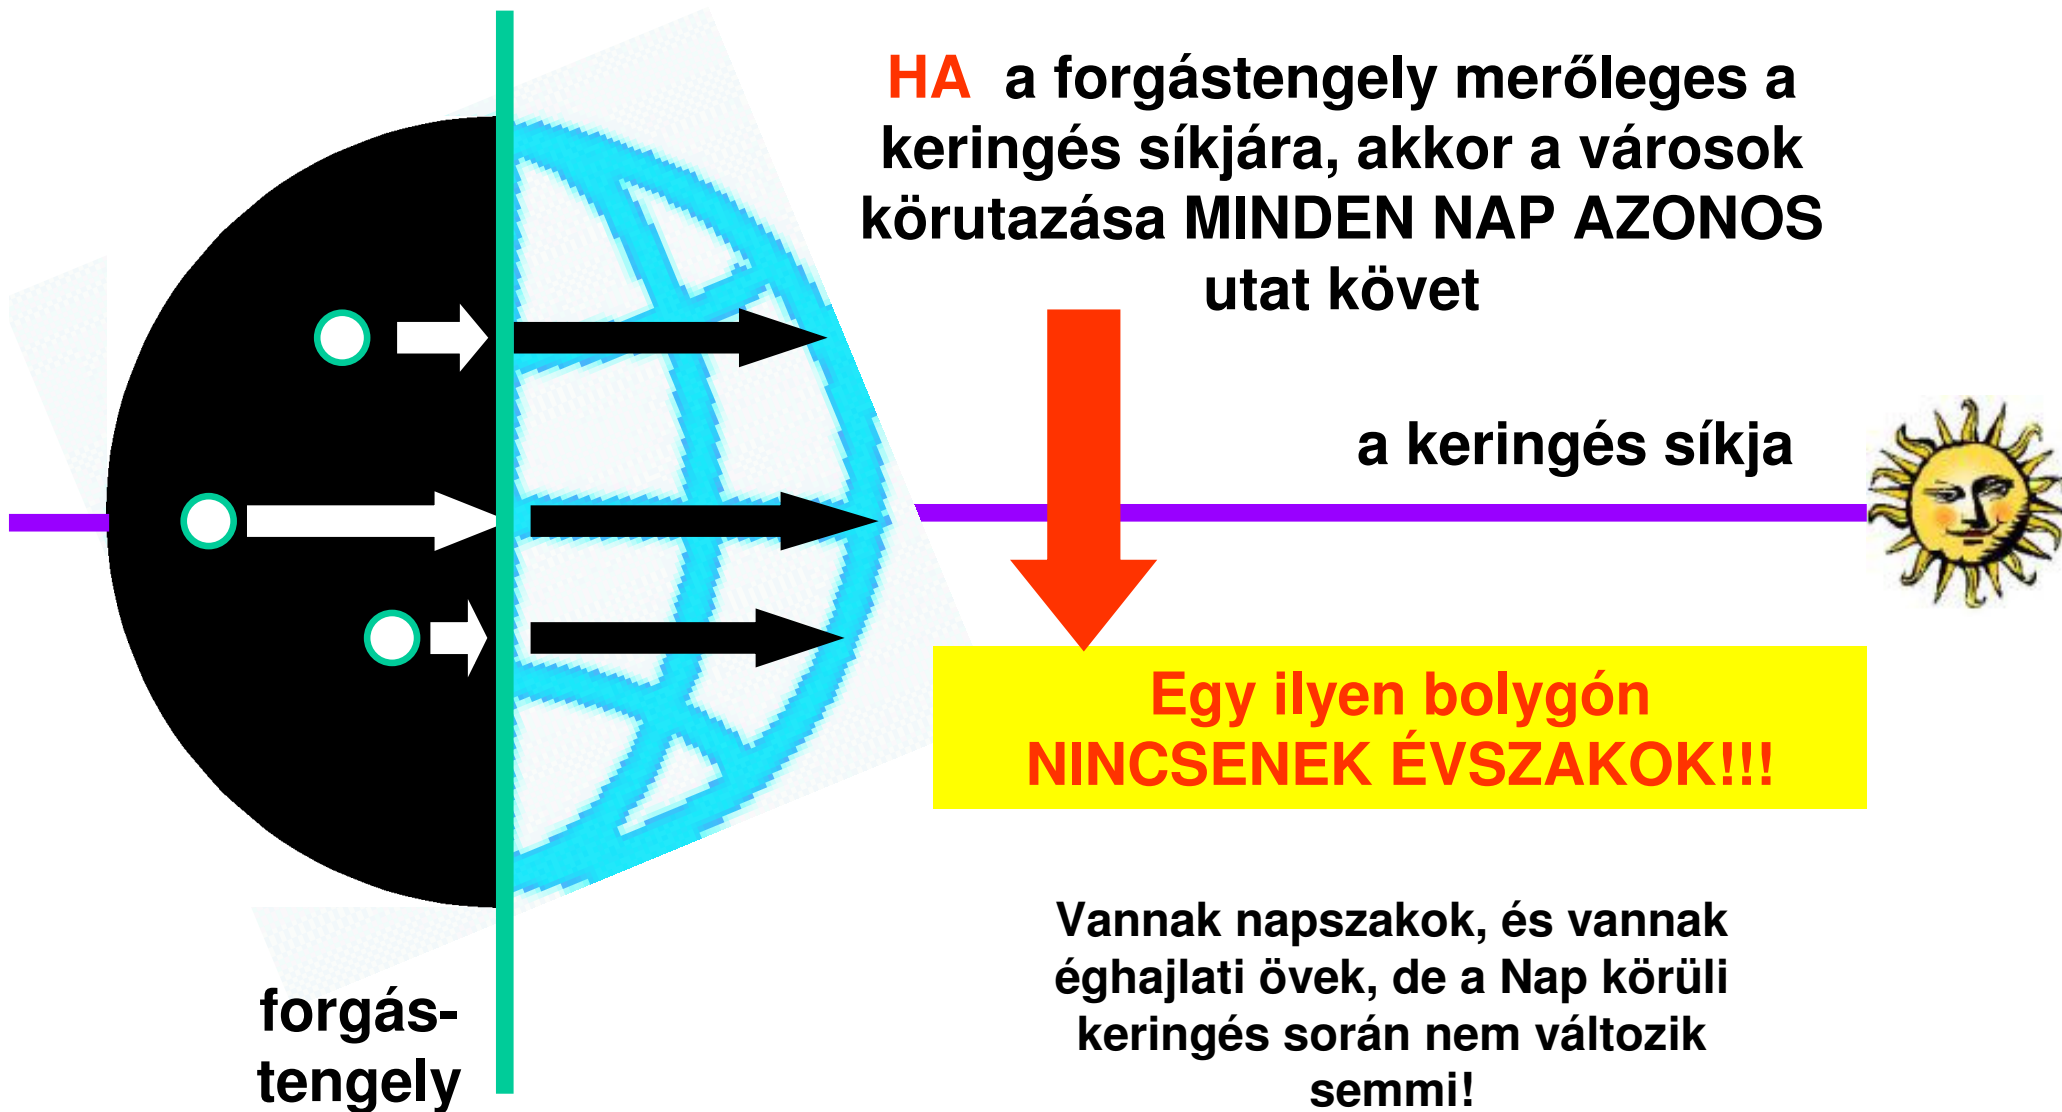 HA a forgástengely merőleges a
keringés síkjára, akkor a városok
körutazása MINDEN NAP AZONOS
utat követ
a keringés síkja
Egy ilyen bolygón
NINCSENEK ÉVSZAKOK!!!
Vannak napszakok, és vannak
éghajlati övek, de a Nap körüli
keringés során nem változik
semmi!
forgás-
tengely